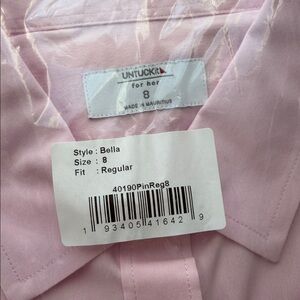 UNTUCKit
for her
8
MADE IN MAURITIUS
Style : Bella
Size : 8
Fit : Regular
40190PinReg8
1 93405 41642 9